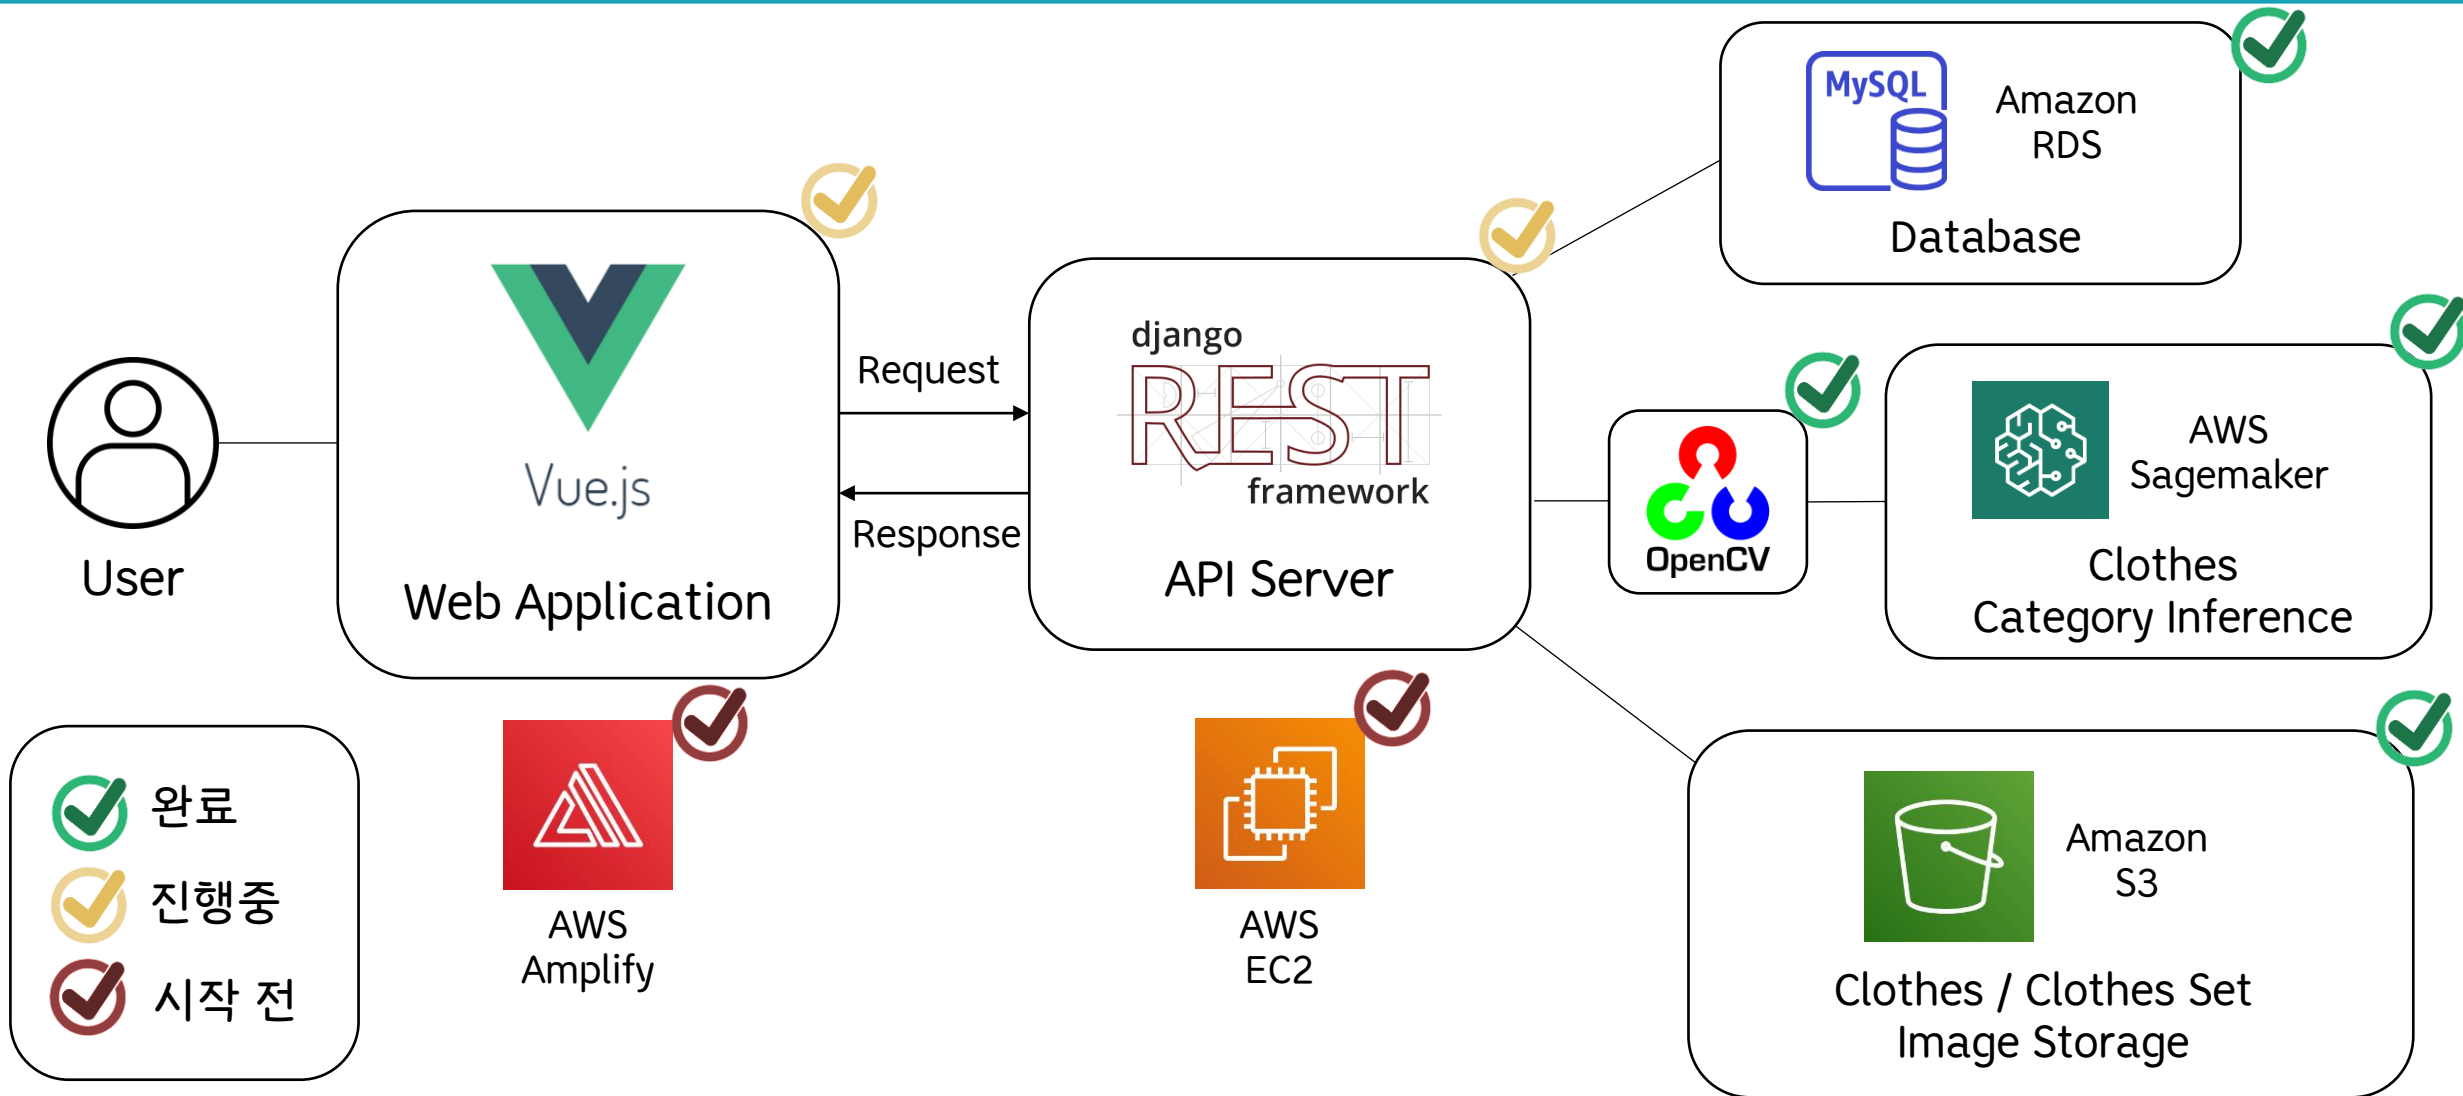 MySQL
Amazon
RDS
Database
Vue.js
Web Application
User
Request
Response
django
REST
framework
API Server
OpenCV
AWS
Sagemaker
Clothes
Category Inference
완료
진행중
시작 전
AWS
Amplify
AWS
EC2
Amazon
S3
Clothes / Clothes Set
Image Storage